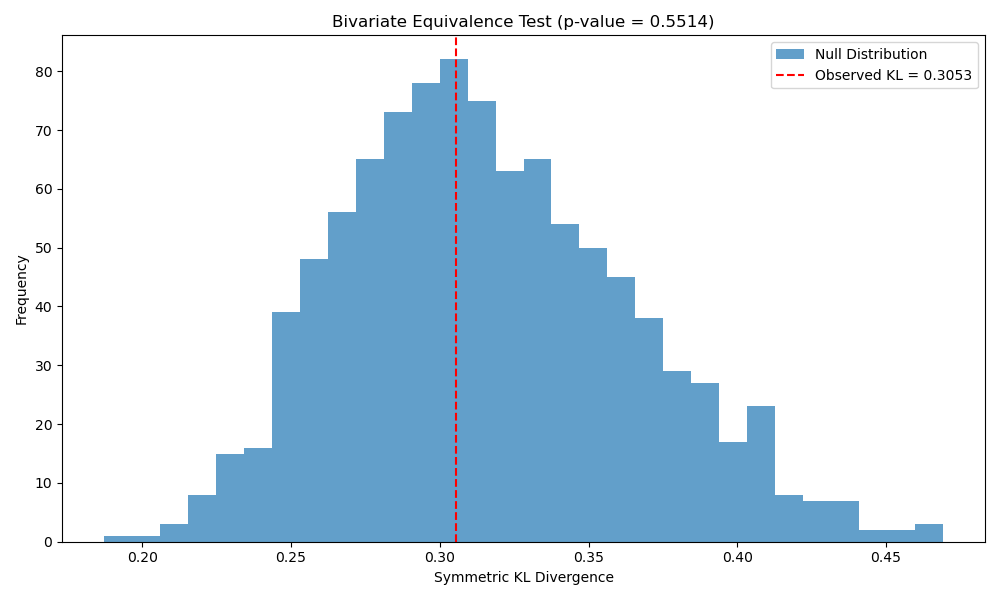 Bivariate Equivalence Test (p-value = 0.5514)
Null Distribution
Observed KL = 0.3053
Frequency
80
70
60
50
40
30
20
10
0
0.20 0.25 0.30 0.35 0.40 0.45
Symmetric KL Divergence